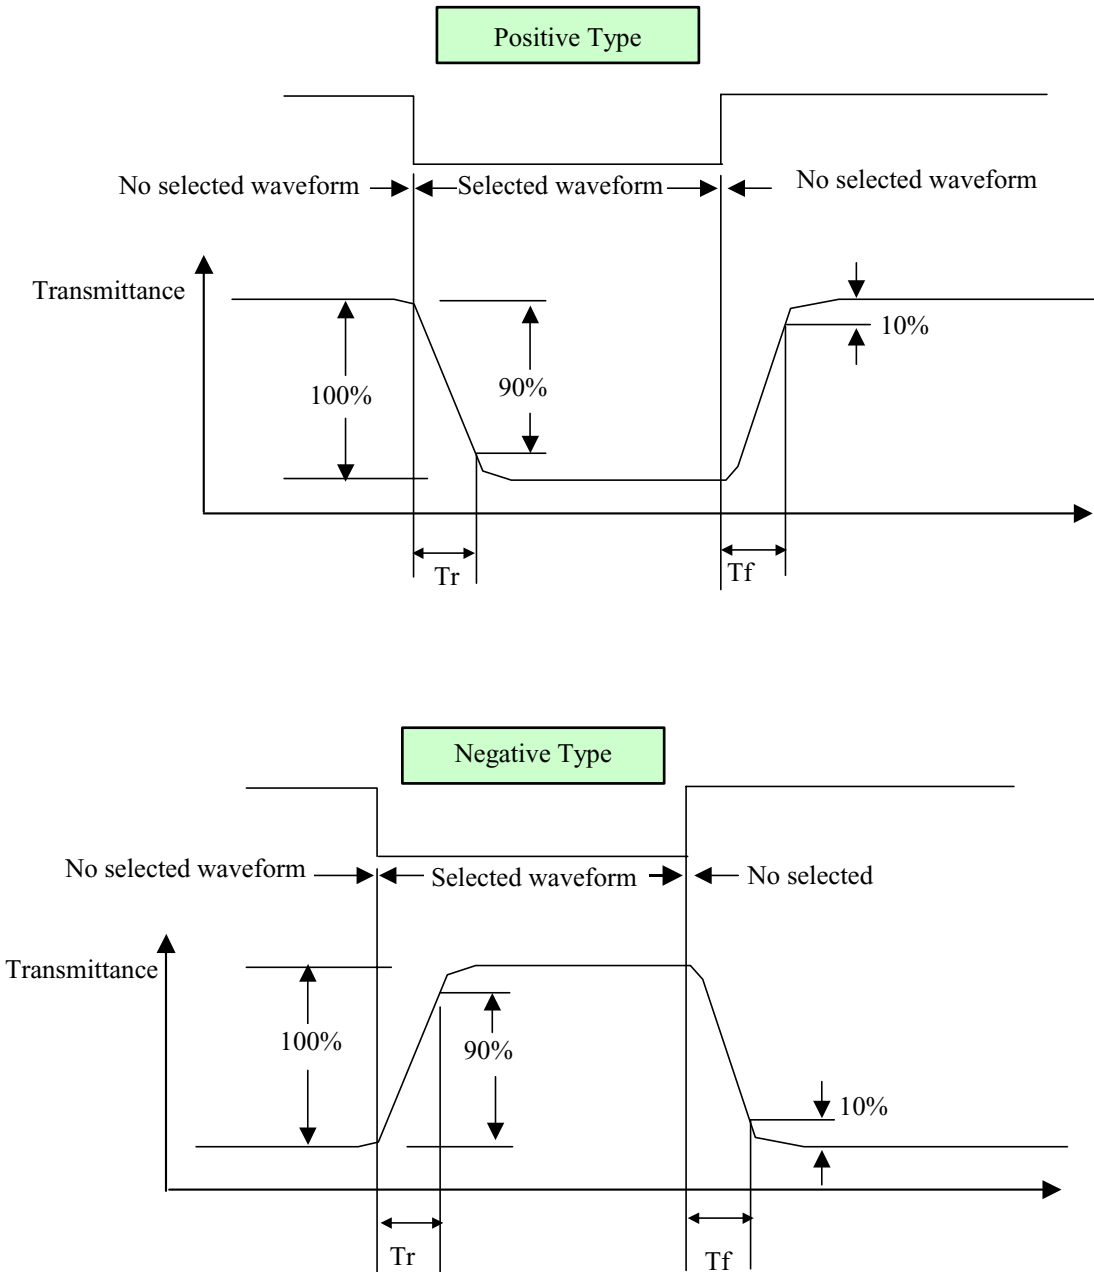 Positive Type
No selected waveform
Selected waveform
No selected waveform
Transmittance
10%
100%
90%
Tr
Tf
Negative Type
No selected waveform
Selected waveform
No selected
Transmittance
100%
90%
10%
Tr
Tf